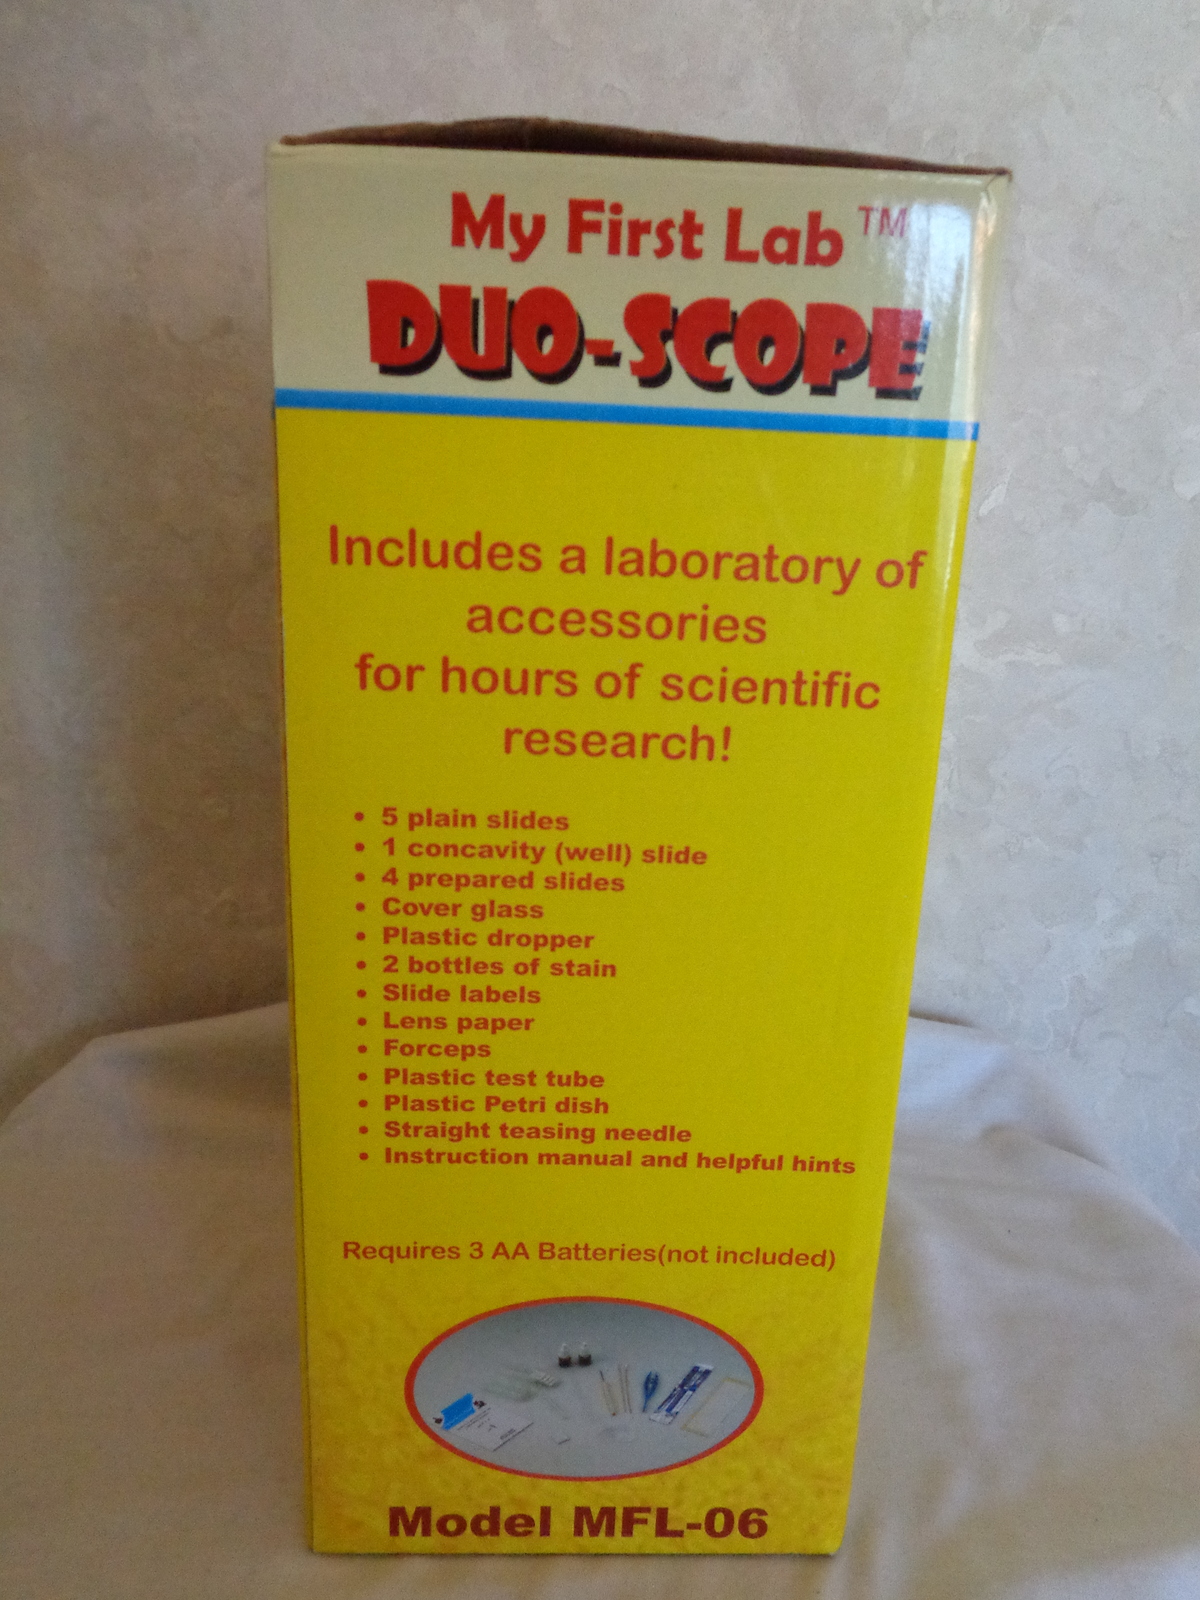 My First Lab™
DUO-SCOPE
Includes a laboratory of
accessories
for hours of scientific
research!
• 5 plain slides
• 1 concavity (well) slide
• 4 prepared slides
• Cover glass
• Plastic dropper
• 2 bottles of stain
• Slide labels
• Lens paper
• Forceps
• Plastic test tube
• Plastic Petri dish
• Straight teasing needle
• Instruction manual and helpful hints
Requires 3 AA Batteries(not included)
Model MFL-06